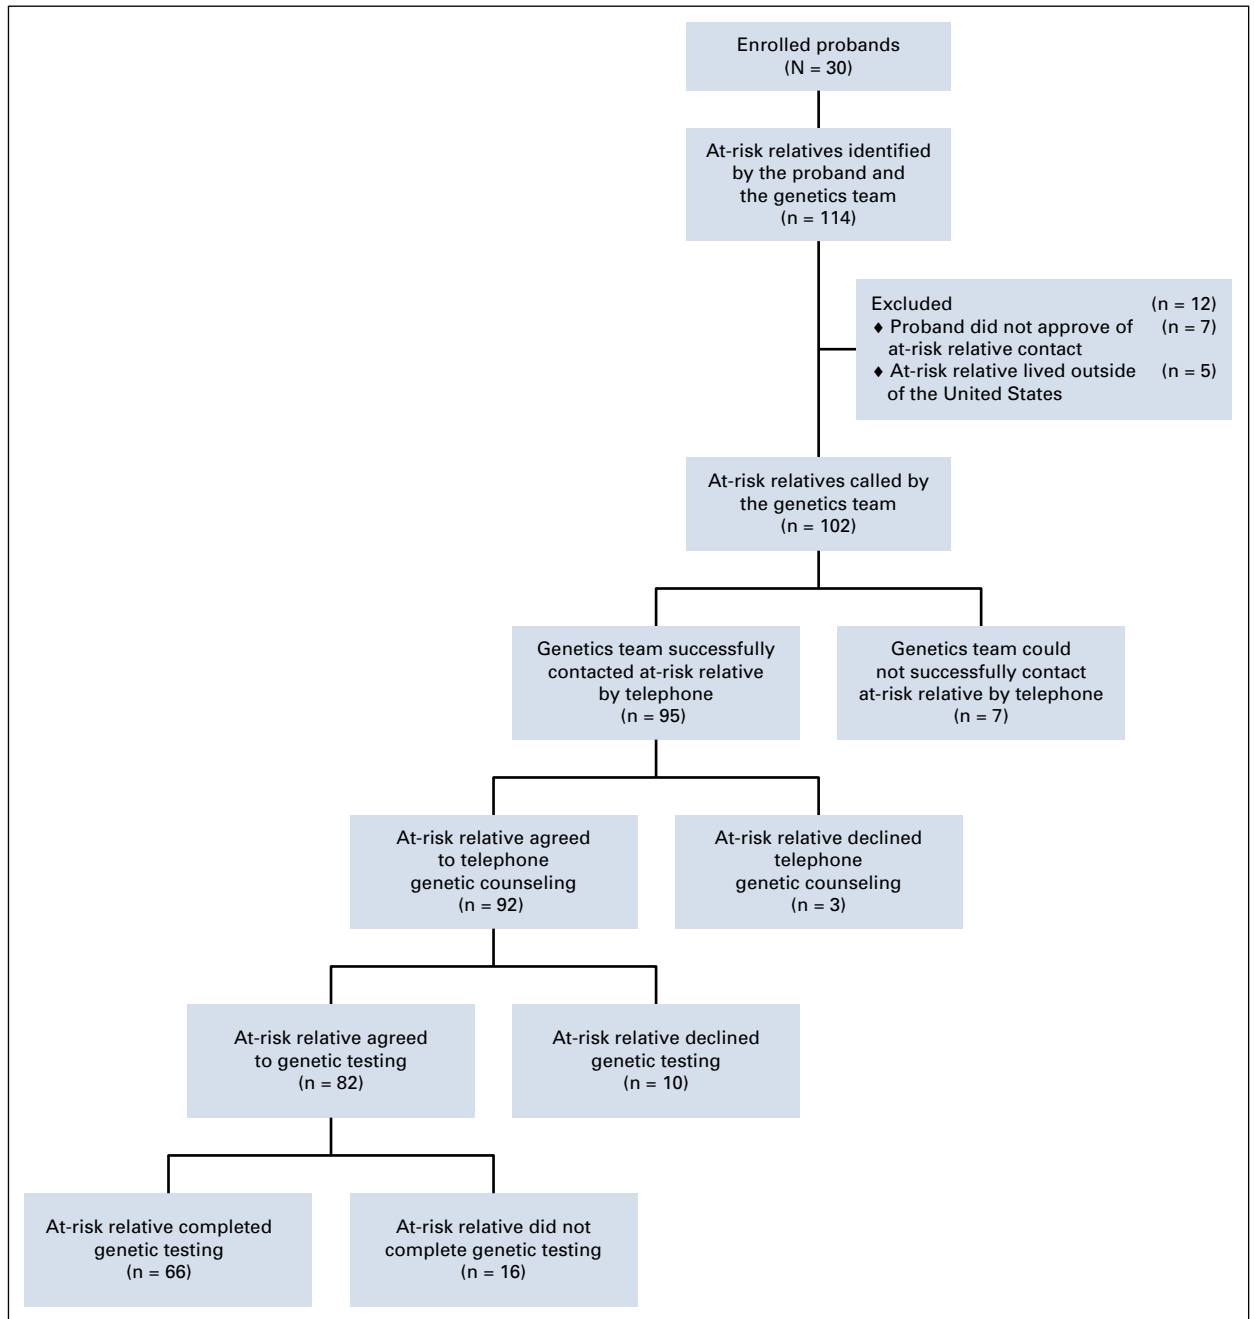 Enrolled probands
(N = 30)
At-risk relatives identified
by the proband and
the genetics team
(n = 114)
Excluded (n = 12)
♦ Proband did not approve of (n = 7)
at-risk relative contact
♦ At-risk relative lived outside (n = 5)
of the United States
At-risk relatives called by
the genetics team
(n = 102)
Genetics team successfully
contacted at-risk relative
by telephone
(n = 95)
Genetics team could
not successfully contact
at-risk relative by telephone
(n = 7)
At-risk relative agreed
to telephone
genetic counseling
(n = 92)
At-risk relative declined
telephone
genetic counseling
(n = 3)
At-risk relative agreed
to genetic testing
(n = 82)
At-risk relative declined
genetic testing
(n = 10)
At-risk relative completed
genetic testing
(n = 66)
At-risk relative did not
complete genetic testing
(n = 16)